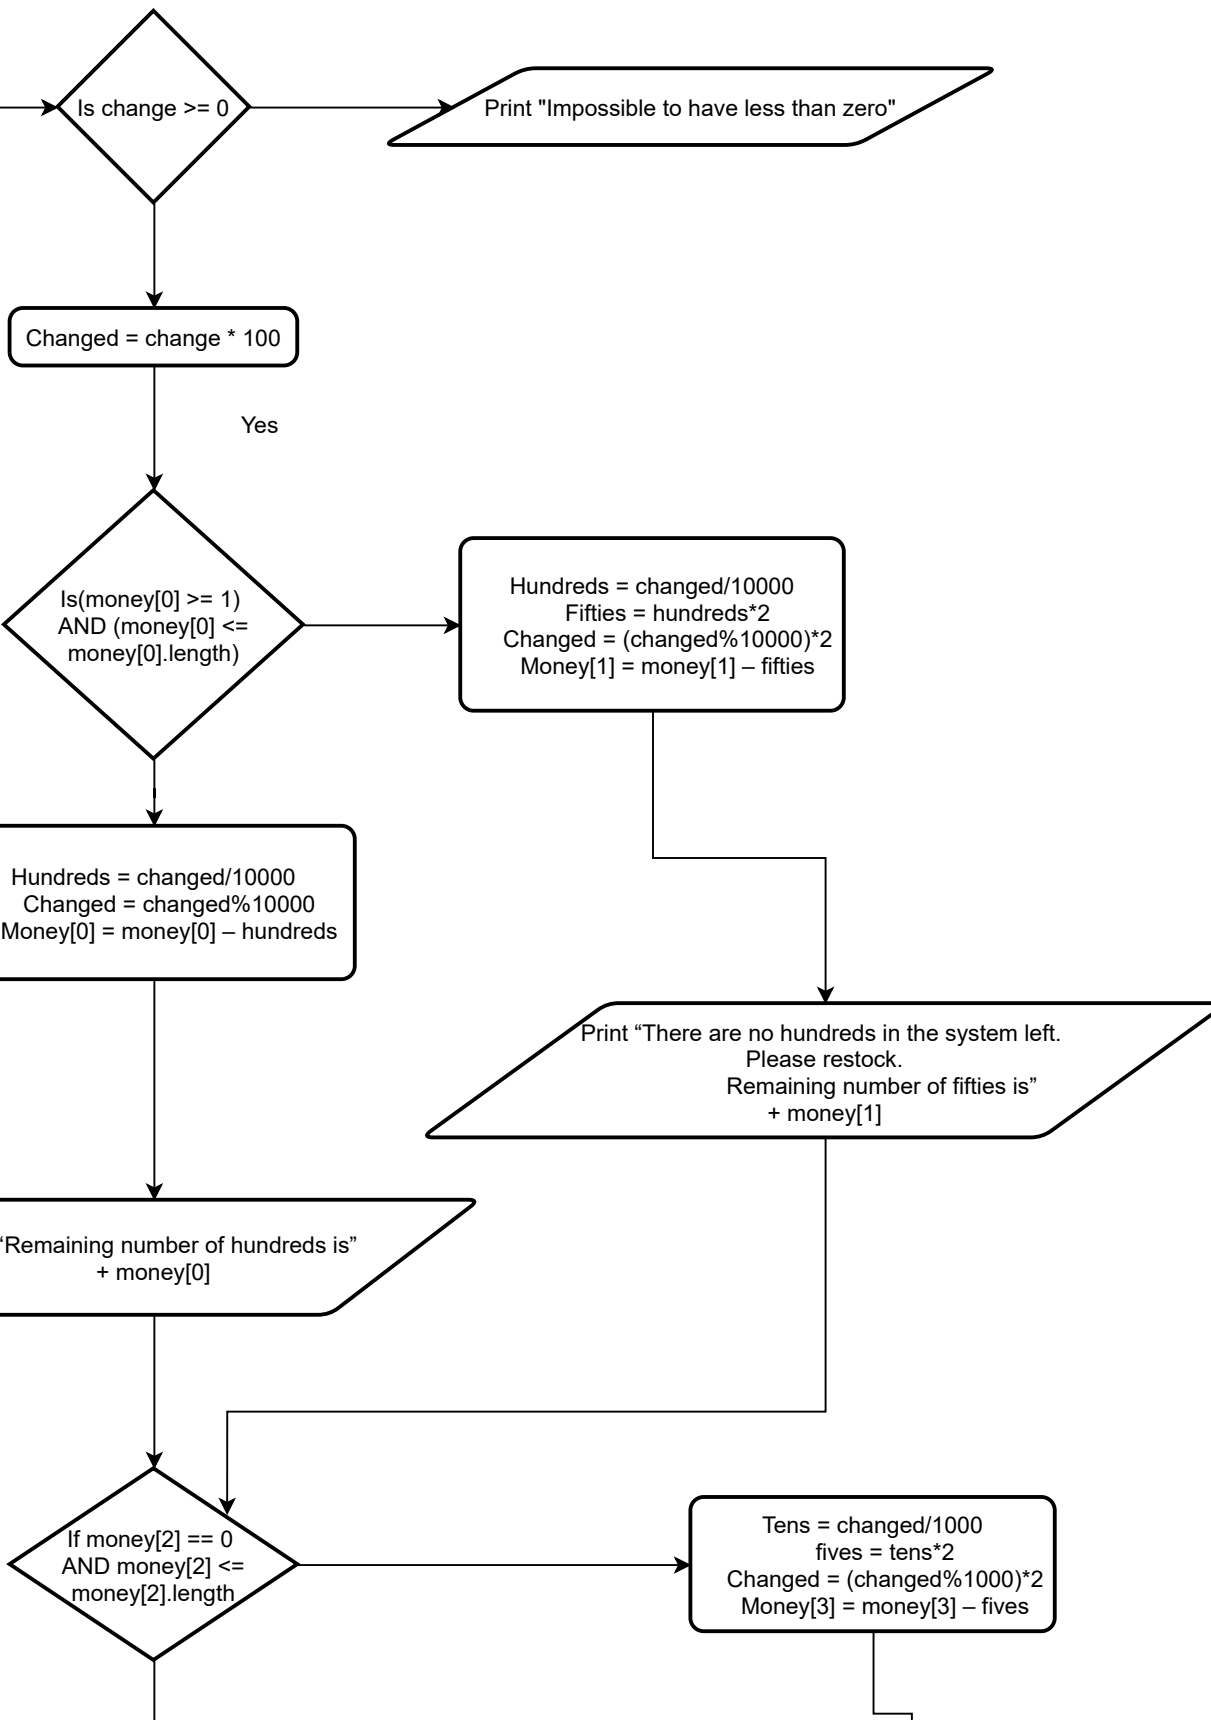 Is change >= 0
Print "Impossible to have less than zero"
Changed = change * 100
Yes
Is(money[0] >= 1)
AND (money[0] <=
money[0].length)
Hundreds = changed/10000
Fifties = hundreds*2
Changed = (changed%10000)*2
Money[1] = money[1] – fifties
Hundreds = changed/10000
Changed = changed%10000
Money[0] = money[0] – hundreds
Print “There are no hundreds in the system left.
Please restock.
Remaining number of fifties is”
+ money[1]
“Remaining number of hundreds is”
+ money[0]
If money[2] == 0
AND money[2] <=
money[2].length
Tens = changed/1000
fives = tens*2
Changed = (changed%1000)*2
Money[3] = money[3] – fives